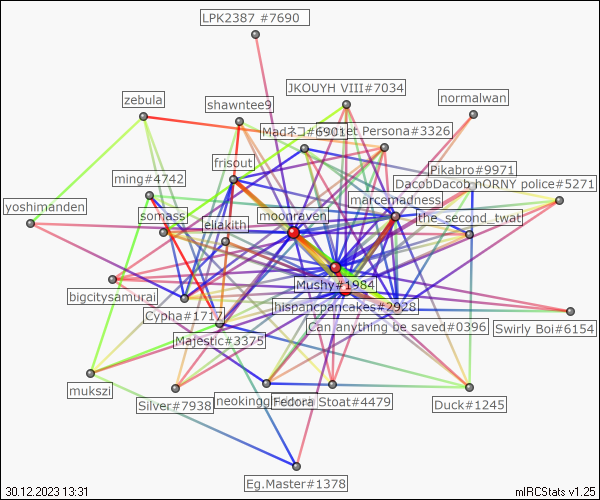 LPK2387 #7690
JKOUYH VIII#7034
normalwan
zebula
shawntee9
Madネコ#6901
et Persona#3326
frisout
Pikabro#9971
ming#4742
DacobDacob
hORNY police#5271
marcemadness
yoshimanden
somass
moonraven
the_second_twat
eliakith
Mushy#1984
bigcitysamurai
hispancpancakes#2928
Cypha#1717
Can anything be saved#0396
Swirly Boi#6154
Majestic#3375
mukszi
Silver#7938
neokingg
Fedora Stoat#4479
Duck#1245
Eg.Master#1378
30.12.2023 13:31
mIRCStats v1.25